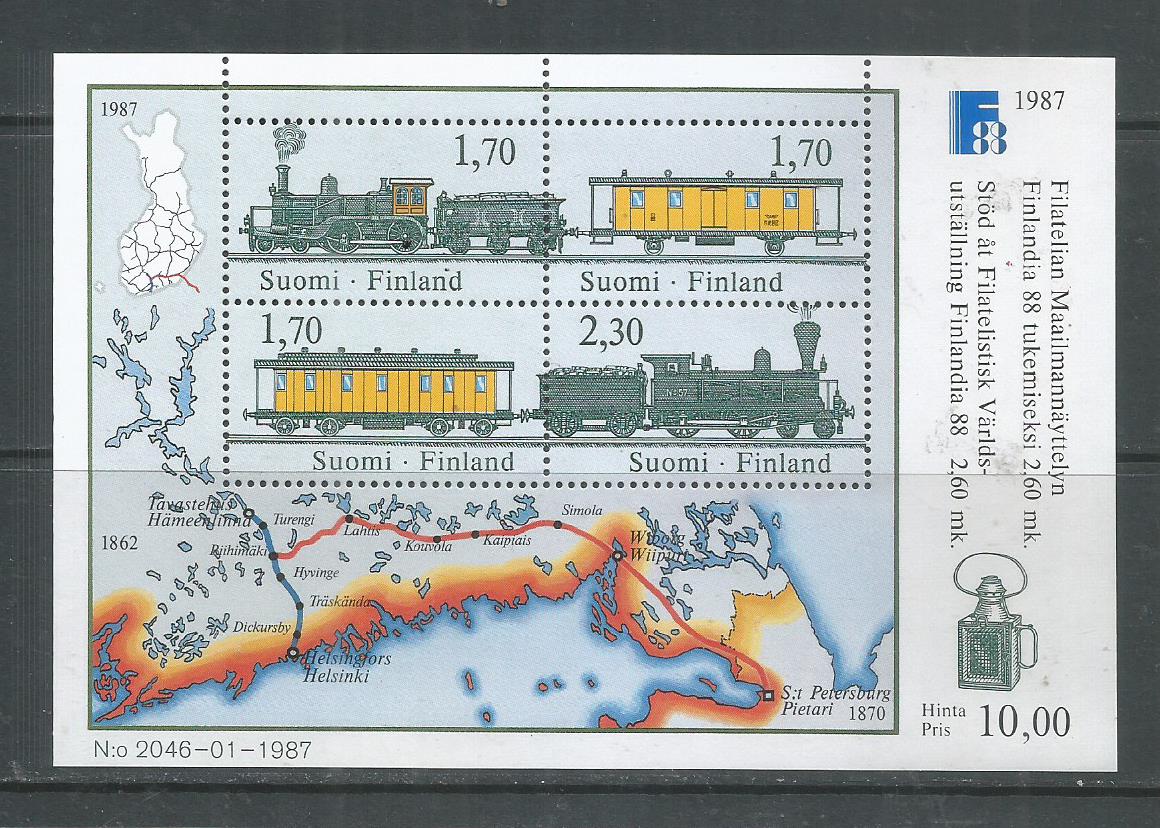 1987
1,70
1,70
Suomi · Finland
Suomi · Finland
1,70
2,30
No 57
Suomi · Finland
Suomi · Finland
Tavastehus
Hämeenlinna
Turengi
Lahtis
Kouvola
Kaipiais
Simola
Wiborg
Wiipuri
1862
Riihimäki
Hyvinge
Träskända
Dickursby
Helsingfors
Helsinki
S:t Petersburg
Pietari
1870
N:o 2046-01-1987
F 88
1987
Filatelian Maailmannäyttelyn
Finlandia 88 tukemiseksi 2,60 mk.
Stöd åt Filatelistisk Världs-
utställning Finlandia 88 2,60 mk.
Hinta
Pris
10,00